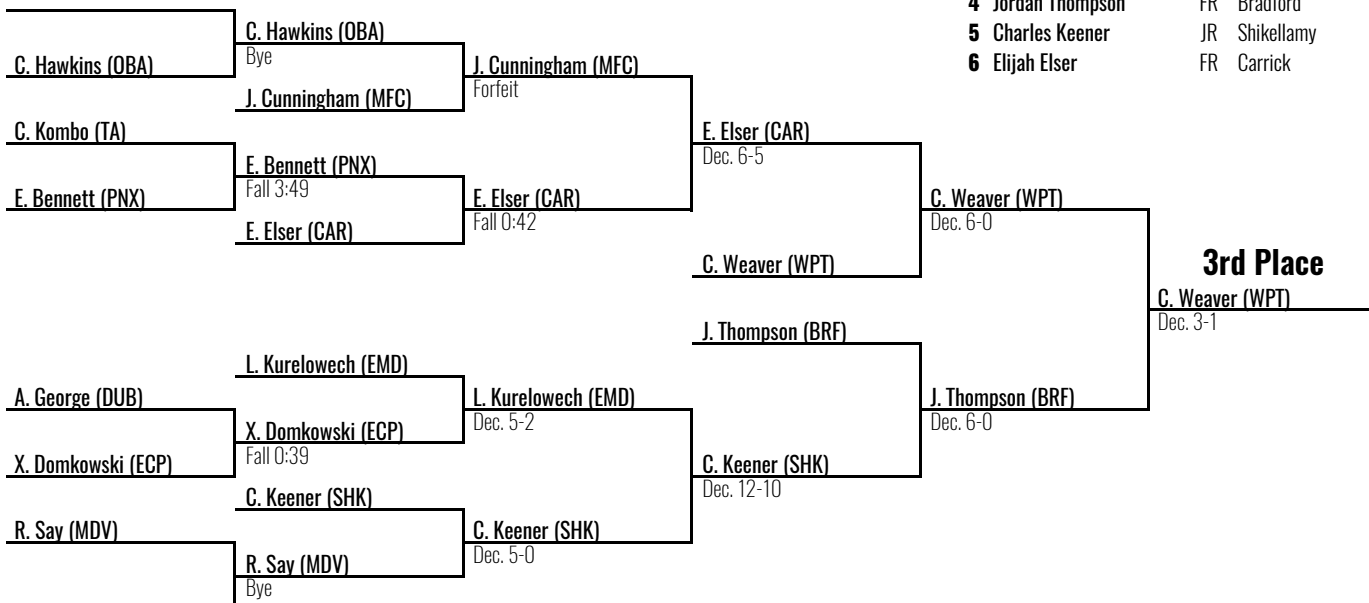 4 Jordan Thompson FR Bradford
C. Hawkins (OBA)
Bye
5 Charles Keener JR Shikellamy
C. Hawkins (OBA)
J. Cunningham (MFC)
6 Elijah Elser FR Carrick
Forfeit
J. Cunningham (MFC)
C. Kombo (TA)
E. Elser (CAR)
Dec. 6-5
E. Bennett (PNX)
Fall 3:49
E. Bennett (PNX)
E. Elser (CAR)
Fall 0:42
C. Weaver (WPT)
Dec. 6-0
E. Elser (CAR)
C. Weaver (WPT)
3rd Place
C. Weaver (WPT)
Dec. 3-1
J. Thompson (BRF)
L. Kurelowech (EMD)
A. George (DUB)
L. Kurelowech (EMD)
Dec. 5-2
J. Thompson (BRF)
Dec. 6-0
X. Domkowski (ECP)
Fall 0:39
X. Domkowski (ECP)
C. Keener (SHK)
Dec. 12-10
C. Keener (SHK)
R. Say (MDV)
C. Keener (SHK)
Dec. 5-0
R. Say (MDV)
Bye